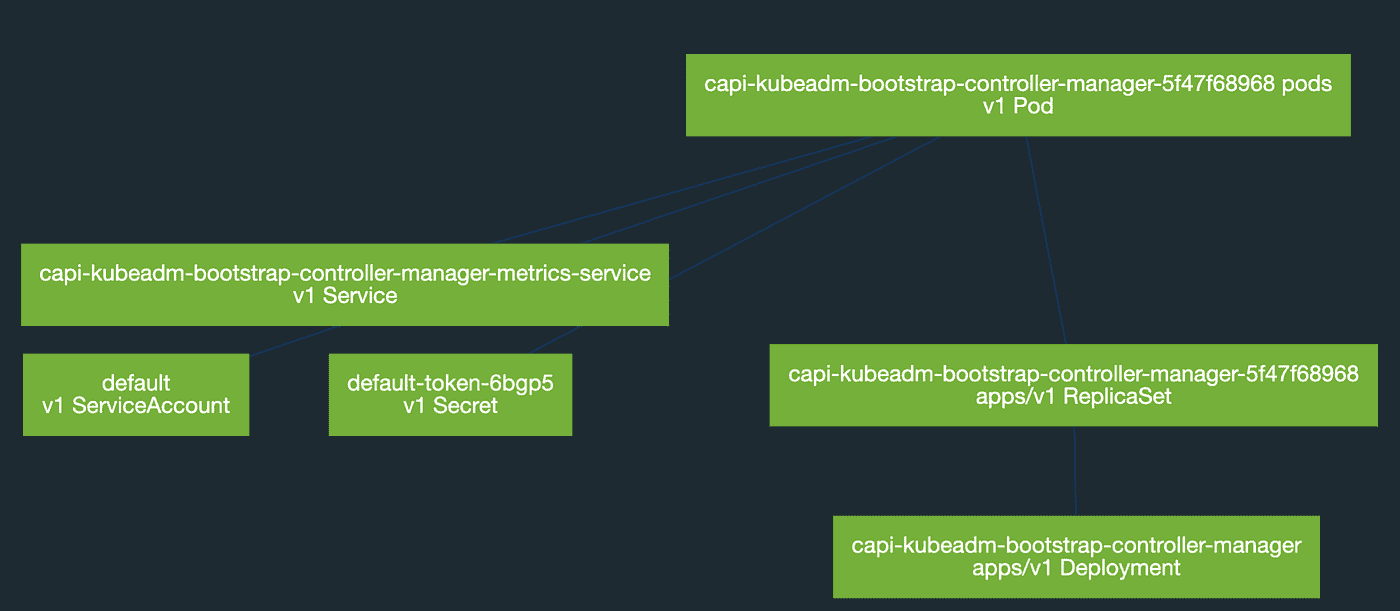 capi-kubeadm-bootstrap-controller-manager-5f47f68968 pods
v1 Pod
capi-kubeadm-bootstrap-controller-manager-metrics-service
v1 Service
default
v1 ServiceAccount
default-token-6bgp5
v1 Secret
capi-kubeadm-bootstrap-controller-manager-5f47f68968
apps/v1 ReplicaSet
capi-kubeadm-bootstrap-controller-manager
apps/v1 Deployment